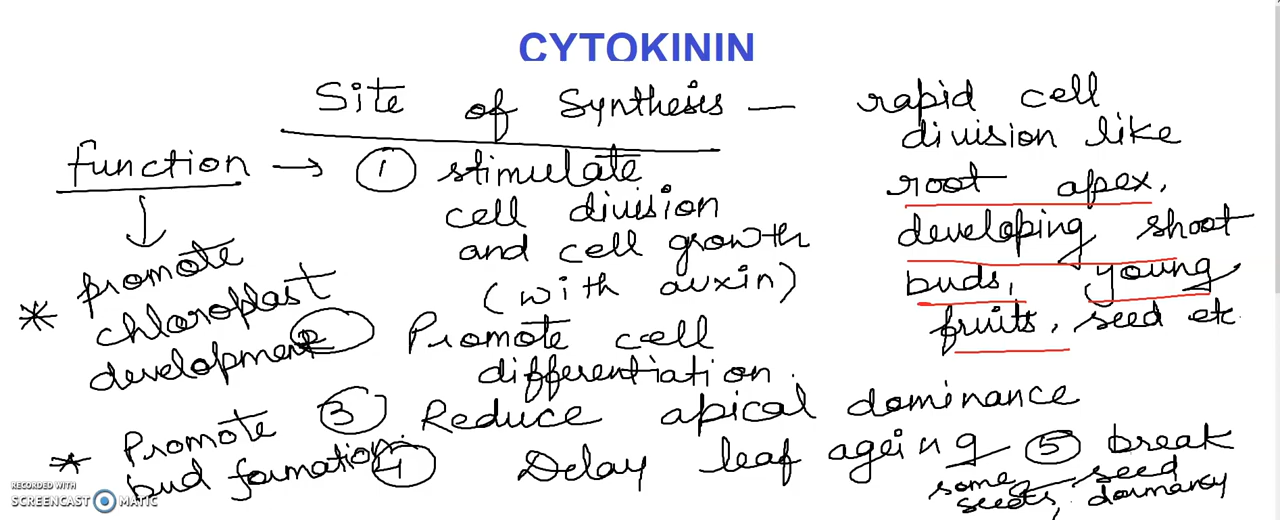 CYTOKININ
Site of Synthesis — rapid cell
division like
root apex,
developing shoot
buds, young
fruits, seed etc
function → ① stimulate
cell division
and cell growth
(with auxin)
② Promote cell
differentiation.
③ Reduce apical dominance
④ Delay leaf ageing ⑤ break
seed
dormancy
some
* promote
chloroplast
development
* Promote
bud formation.
RECORDED WITH
SCREENCAST MATIC